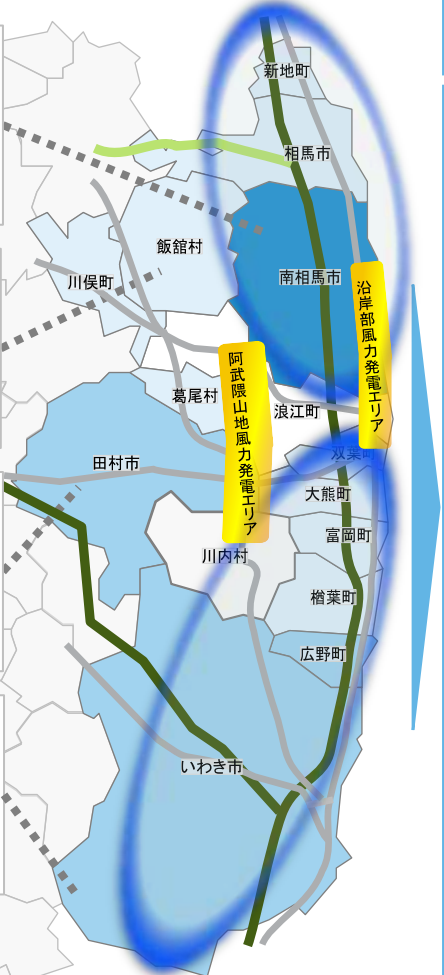 新地町
相馬市
飯舘村
川俣町
南相馬市
沿岸部風力発電エリア
阿武隈山地風力発電エリア
葛尾村
浪江町
双葉町
田村市
大熊町
富岡町
川内村
楢葉町
広野町
いわき市